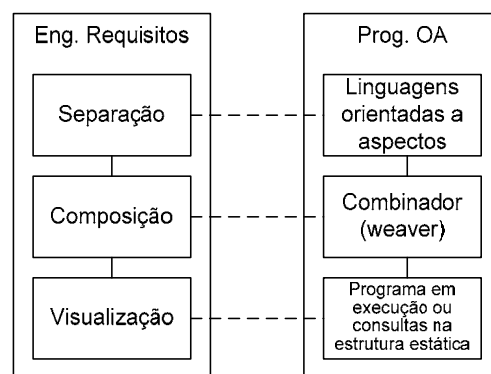 Eng. Requisitos
Separação
Composição
Visualização
Prog. OA
Linguagens
orientadas a
aspectos
Combinador
(weaver)
Programa em
execução ou
consultas na
estrutura estática